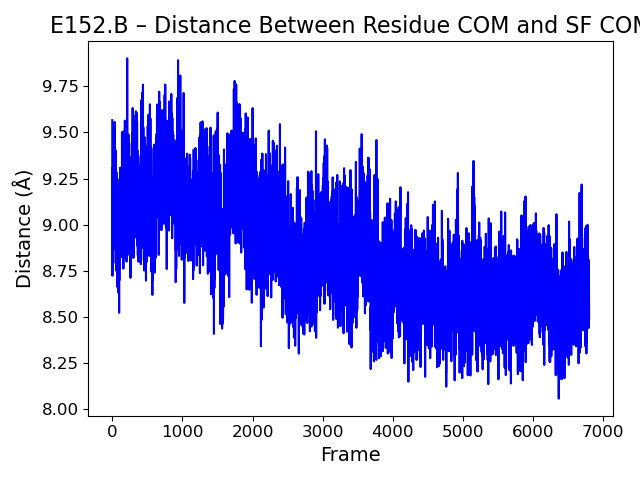 E152.B – Distance Between Residue COM and SF COM
9.75
9.50
9.25
9.00
8.75
8.50
8.25
8.00
Distance (Å)
0 1000 2000 3000 4000 5000 6000 7000
Frame